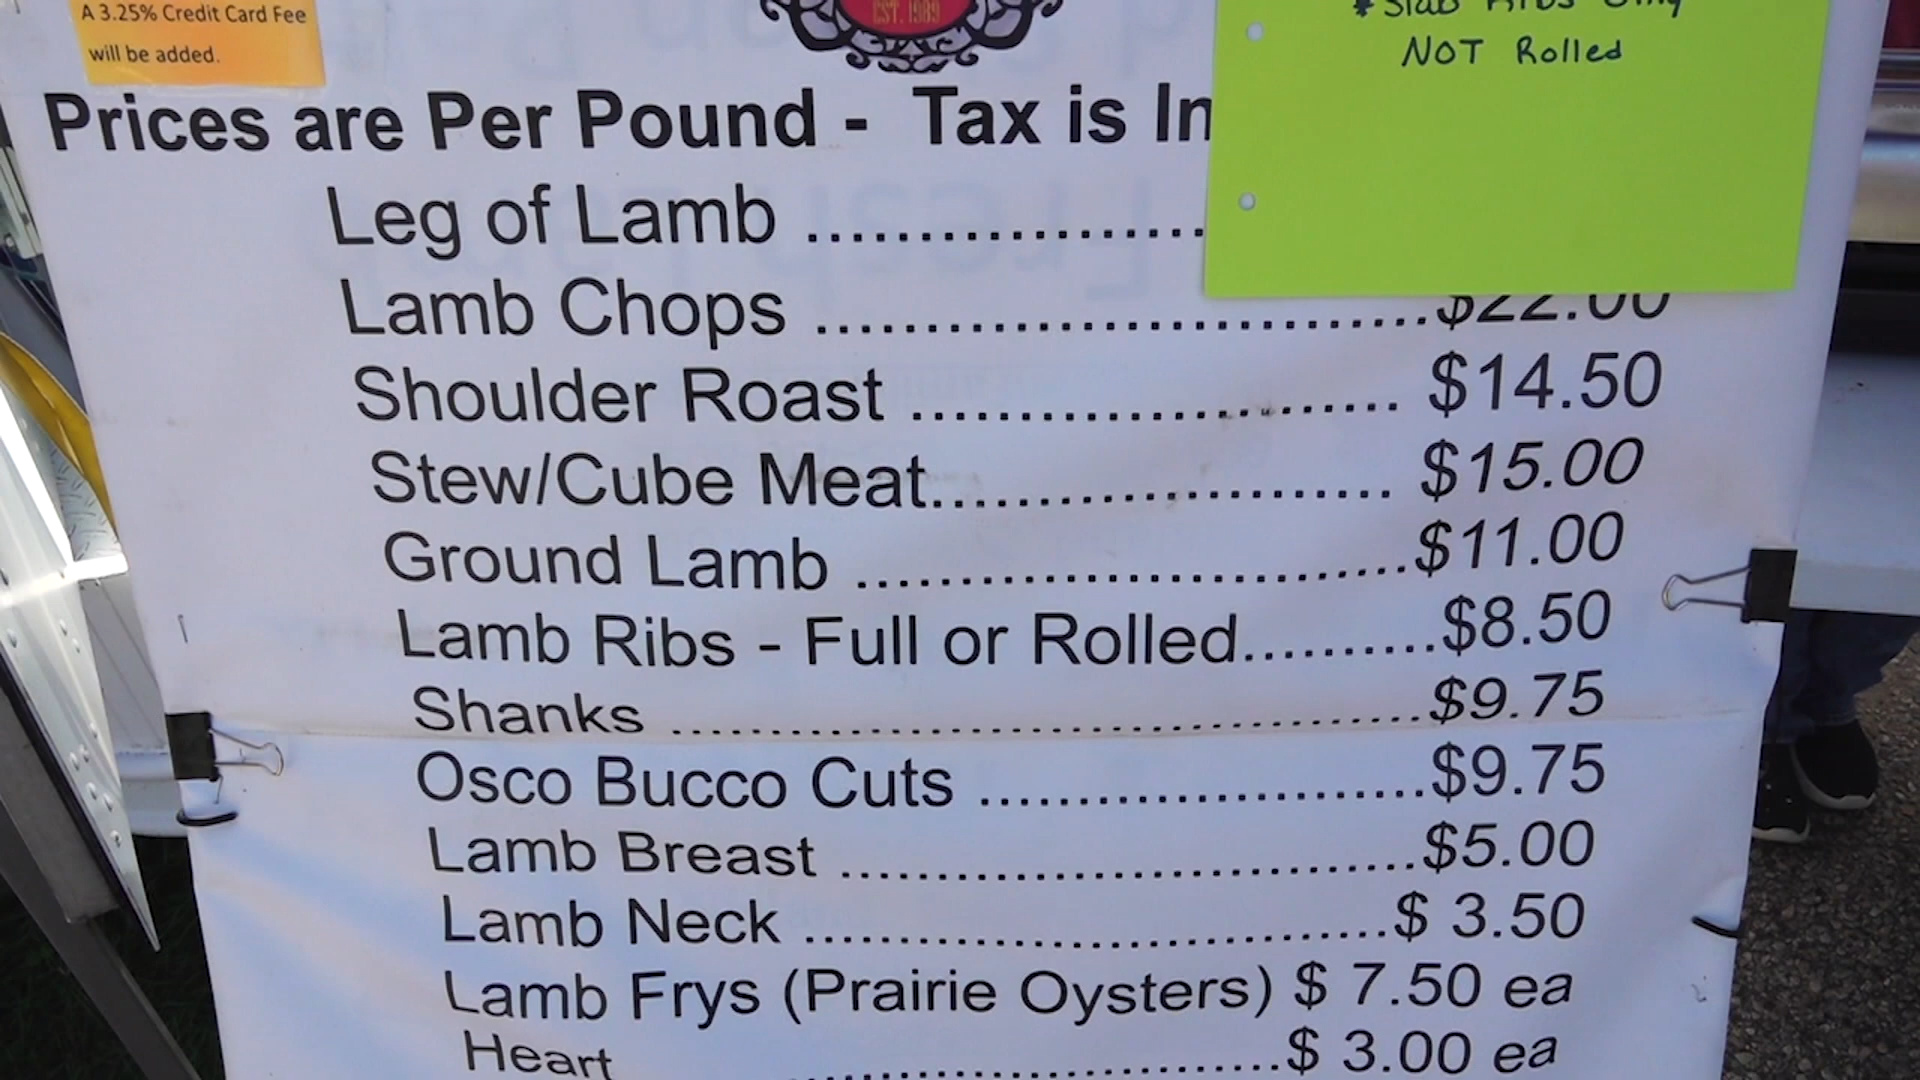 A 3.25% Credit Card Fee
will be added.
EST. 1989
NOT Rolled
Prices are Per Pound - Tax is In
Leg of Lamb ....................
Lamb Chops ..................................$22.00
Shoulder Roast ........................... $14.50
Stew/Cube Meat.......................... $15.00
Ground Lamb ...............................$11.00
Lamb Ribs - Full or Rolled..........$8.50
Shanks .........................................$9.75
Osco Bucco Cuts ........................$9.75
Lamb Breast ................................$5.00
Lamb Neck .................................$ 3.50
Lamb Frys (Prairie Oysters) $ 7.50 ea
Heart ............................$ 3.00 ea